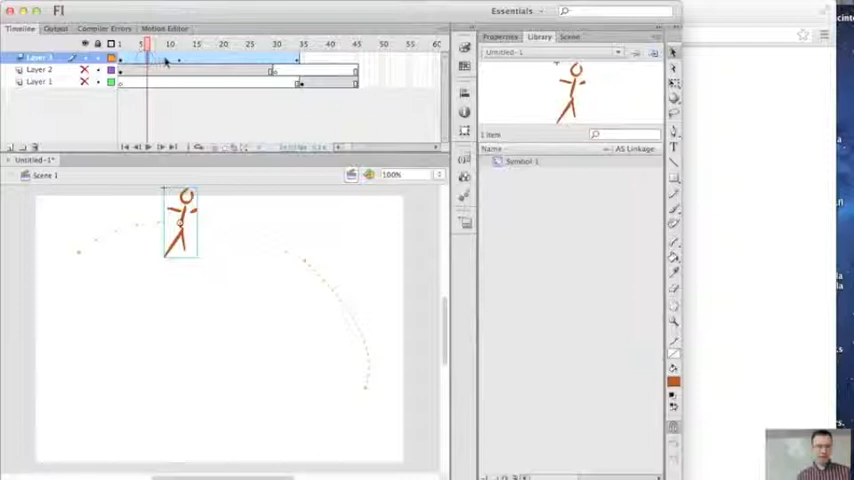 Fl
Essentials
Timeline Output Compiler Errors Motion Editor
Properties Library Scene
1 5 10 15 20 25 30 35 40 45 50 55 60
Layer 3
Layer 2
Layer 1
Untitled-1
1 item
Name AS Linkage
Symbol 1
Untitled-1*
Scene 1
100%